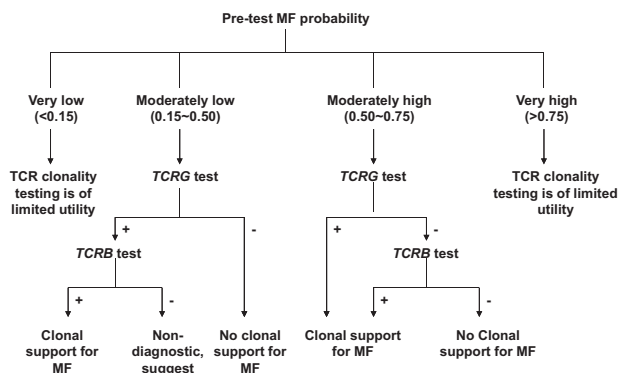 Pre-test MF probability
Very low
(<0.15)
Moderately low
(0.15~0.50)
Moderately high
(0.50~0.75)
Very high
(>0.75)
TCR clonality
testing is of
limited utility
TCRG test
TCRG test
TCR clonality
testing is of limited
utility
+
-
+
-
TCRB test
TCRB test
+
-
+
-
Clonal
support for
MF
Non-
diagnostic,
suggest
No clonal
support for
MF
Clonal support
for MF
No Clonal
support for MF